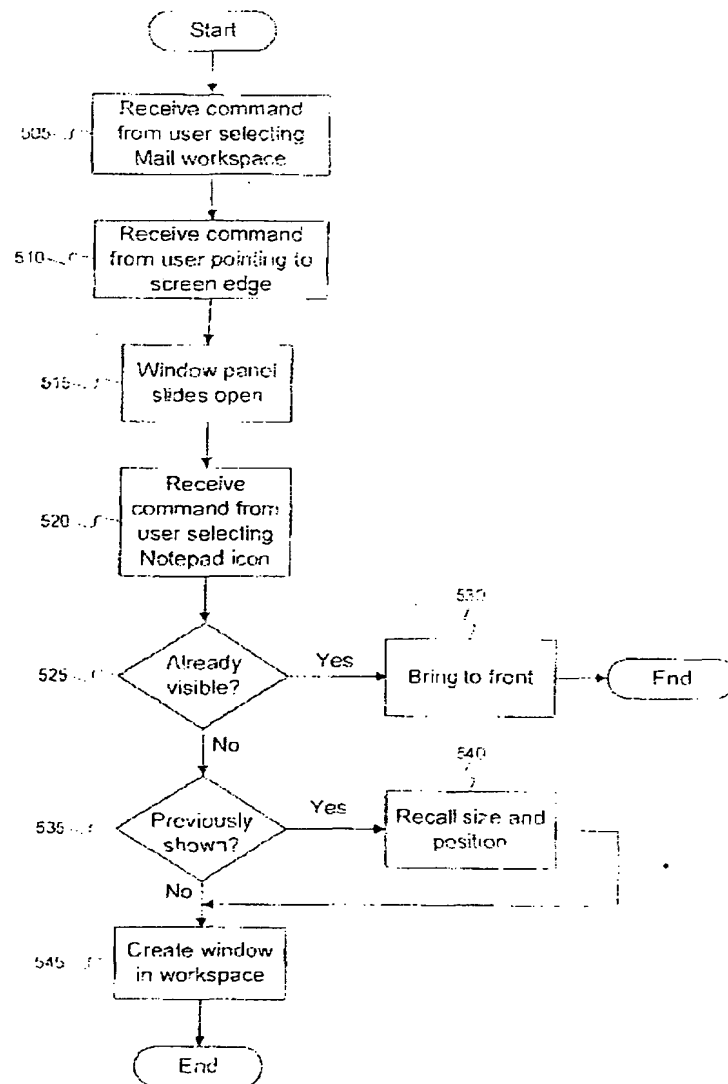 Start
505
Receive command
from user selecting
Mail workspace
510
Receive command
from user pointing to
screen edge
515
Window panel
slides open
520
Receive
command from
user selecting
Notepad icon
525
Already
visible?
Yes
530
Bring to front
End
No
535
Previously
shown?
Yes
540
Recall size and
position
No
545
Create window
in workspace
End